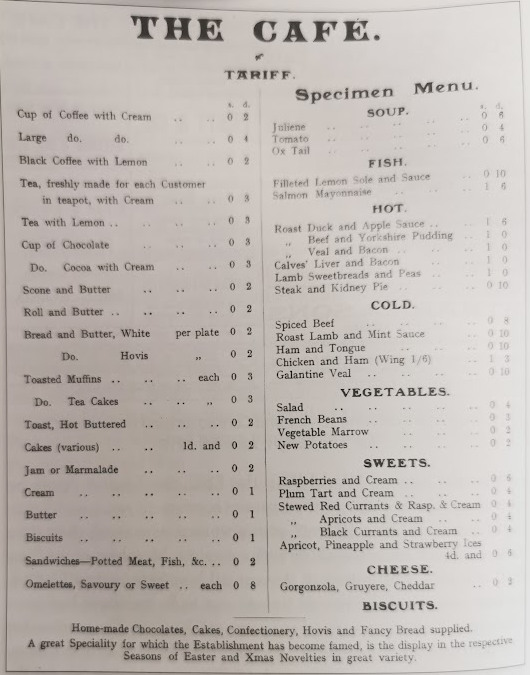 THE CAFÉ.
TARIFF.
s. d.
Cup of Coffee with Cream .. .. 0 2
Large do. do. .. .. 0 4
Black Coffee with Lemon .. .. 0 2
Tea, freshly made for each Customer
in teapot, with Cream .. .. 0 3
Tea with Lemon .. .. .. .. 0 3
Cup of Chocolate .. .. .. 0 3
Do. Cocoa with Cream .. .. 0 3
Scone and Butter .. .. .. 0 2
Roll and Butter .. .. .. .. 0 2
Bread and Butter, White per plate 0 2
Do. Hovis „ 0 2
Toasted Muffins .. .. .. each 0 3
Do. Tea Cakes .. .. „ 0 3
Toast, Hot Buttered .. .. .. 0 2
Cakes (various) .. .. 1d. and 0 2
Jam or Marmalade .. .. .. 0 2
Cream .. .. .. .. .. 0 1
Butter .. .. .. .. .. 0 1
Biscuits .. .. .. .. .. 0 1
Sandwiches—Potted Meat, Fish, &c. .. 0 2
Omelettes, Savoury or Sweet .. each 0 8
Specimen Menu.
s. d.
SOUP.
Juliene .. .. .. .. .. 0 6
Tomato .. .. .. .. .. 0 4
Ox Tail .. .. .. .. .. 0 6
FISH.
Filleted Lemon Sole and Sauce .. 0 10
Salmon Mayonnaise .. .. .. 1 6
HOT.
Roast Duck and Apple Sauce .. .. 1 6
„ Beef and Yorkshire Pudding .. 1 0
„ Veal and Bacon .. .. .. 1 0
Calves' Liver and Bacon .. .. 1 0
Lamb Sweetbreads and Peas .. .. 1 0
Steak and Kidney Pie .. .. .. 0 10
COLD.
Spiced Beef .. .. .. .. 0 8
Roast Lamb and Mint Sauce .. .. 0 10
Ham and Tongue .. .. .. 0 10
Chicken and Ham (Wing 1/6) .. .. 1 3
Galantine Veal .. .. .. .. 0 10
VEGETABLES.
Salad .. .. .. .. .. 0 4
French Beans .. .. .. .. 0 3
Vegetable Marrow .. .. .. 0 2
New Potatoes .. .. .. .. 0 2
SWEETS.
Raspberries and Cream .. .. .. 0 6
Plum Tart and Cream .. .. .. 0 4
Stewed Red Currants & Rasp. & Cream 0 4
„ Apricots and Cream .. .. 0 4
„ Black Currants and Cream .. 0 4
Apricot, Pineapple and Strawberry Ices
4d. and 0 6
CHEESE.
Gorgonzola, Gruyere, Cheddar .. 0 2
BISCUITS.
Home-made Chocolates, Cakes, Confectionery, Hovis and Fancy Bread supplied.
A great Speciality for which the Establishment has become famed, is the display in the respective
Seasons of Easter and Xmas Novelties in great variety.